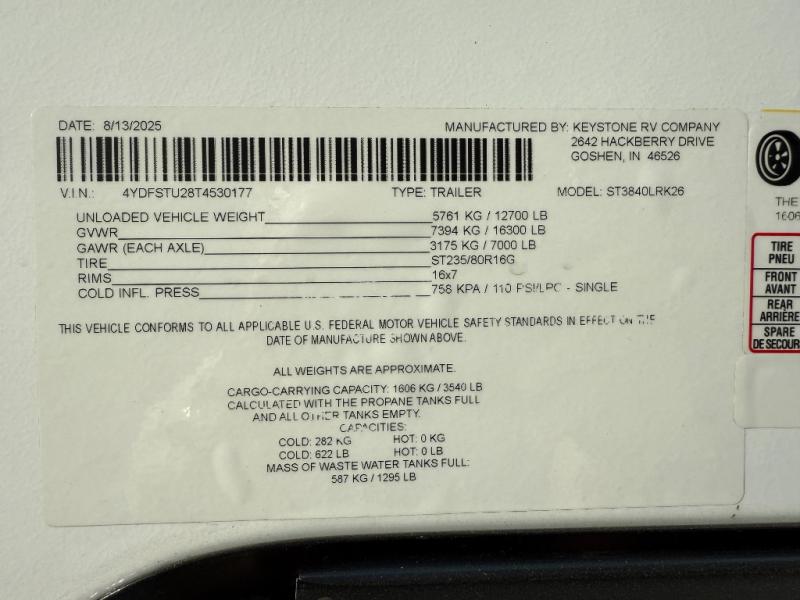 DATE: 8/13/2025
MANUFACTURED BY: KEYSTONE RV COMPANY
2642 HACKBERRY DRIVE
GOSHEN, IN 46526
V.I.N.: 4YDFSTU28T4530177 TYPE: TRAILER MODEL: ST3840LRK26
UNLOADED VEHICLE WEIGHT 5761 KG / 12700 LB
GVWR 7394 KG / 16300 LB
GAWR (EACH AXLE) 3175 KG / 7000 LB
TIRE ST235/80R16G
RIMS 16x7
COLD INFL. PRESS 758 KPA / 110 PSI/LPC - SINGLE
THIS VEHICLE CONFORMS TO ALL APPLICABLE U.S. FEDERAL MOTOR VEHICLE SAFETY STANDARDS IN EFFECT ON THE
DATE OF MANUFACTURE SHOWN ABOVE.
ALL WEIGHTS ARE APPROXIMATE.
CARGO-CARRYING CAPACITY: 1606 KG / 3540 LB
CALCULATED WITH THE PROPANE TANKS FULL
AND ALL OTHER TANKS EMPTY.
CAPACITIES:
COLD: 282 KG HOT: 0 KG
COLD: 622 LB HOT: 0 LB
MASS OF WASTE WATER TANKS FULL:
587 KG / 1295 LB
THE
1606
TIRE
PNEU
FRONT
AVANT
REAR
ARRIÈRE
SPARE
DE SECOUR